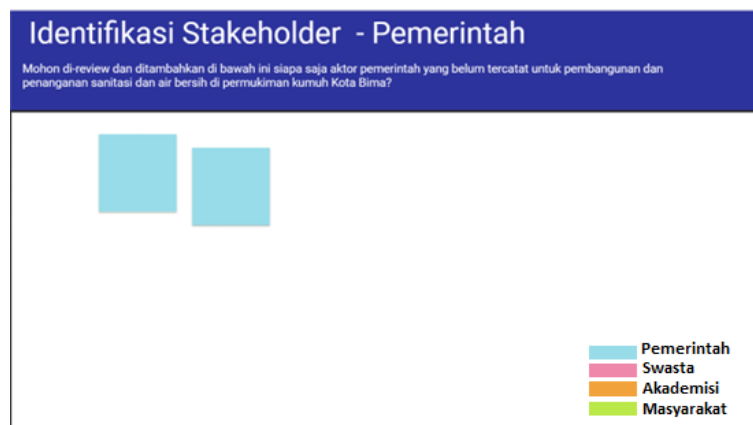 Identifikasi Stakeholder - Pemerintah
Mohon di-review dan ditambahkan di bawah ini siapa saja aktor pemerintah yang belum tercatat untuk pembangunan dan
penanganan sanitasi dan air bersih di permukiman kumuh Kota Bima?
Pemerintah
Swasta
Akademisi
Masyarakat